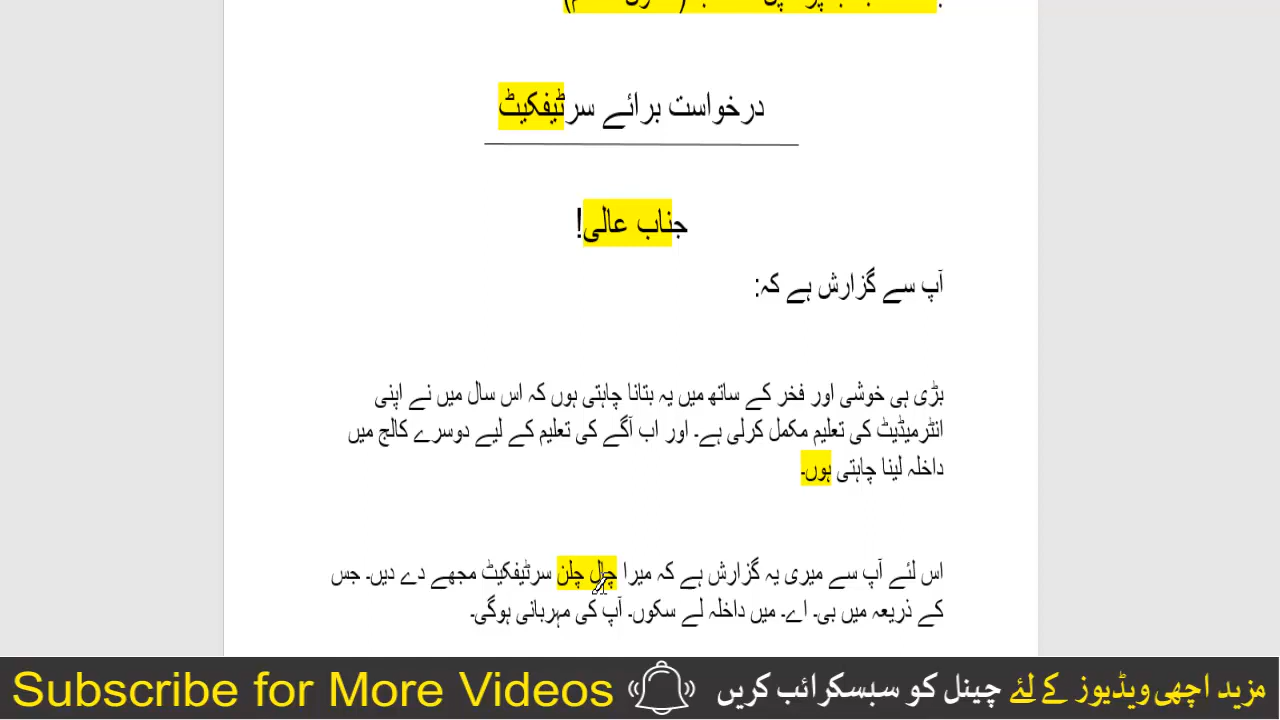 درخواست برائے سرٹیفکیٹ
جناب عالی!
آپ سے گزارش ہے کہ:
بڑی ہی خوشی اور فخر کے ساتھ میں یہ بتانا چاہتی ہوں کہ اس سال میں نے اپنی
انٹرمیڈیٹ کی تعلیم مکمل کرلی ہے۔ اور اب آگے کی تعلیم کے لیے دوسرے کالج میں
داخلہ لینا چاہتی ہوں۔
اس لئے آپ سے میری یہ گزارش ہے کہ میرا چال چلن سرٹیفکیٹ مجھے دے دیں۔ جس
کے ذریعہ میں بی۔ اے۔ میں داخلہ لے سکوں۔ آپ کی مہربانی ہوگی۔
Subscribe for More Videos مزید اچھی ویڈیوز کے لئے چینل کو سبسکرائب کریں